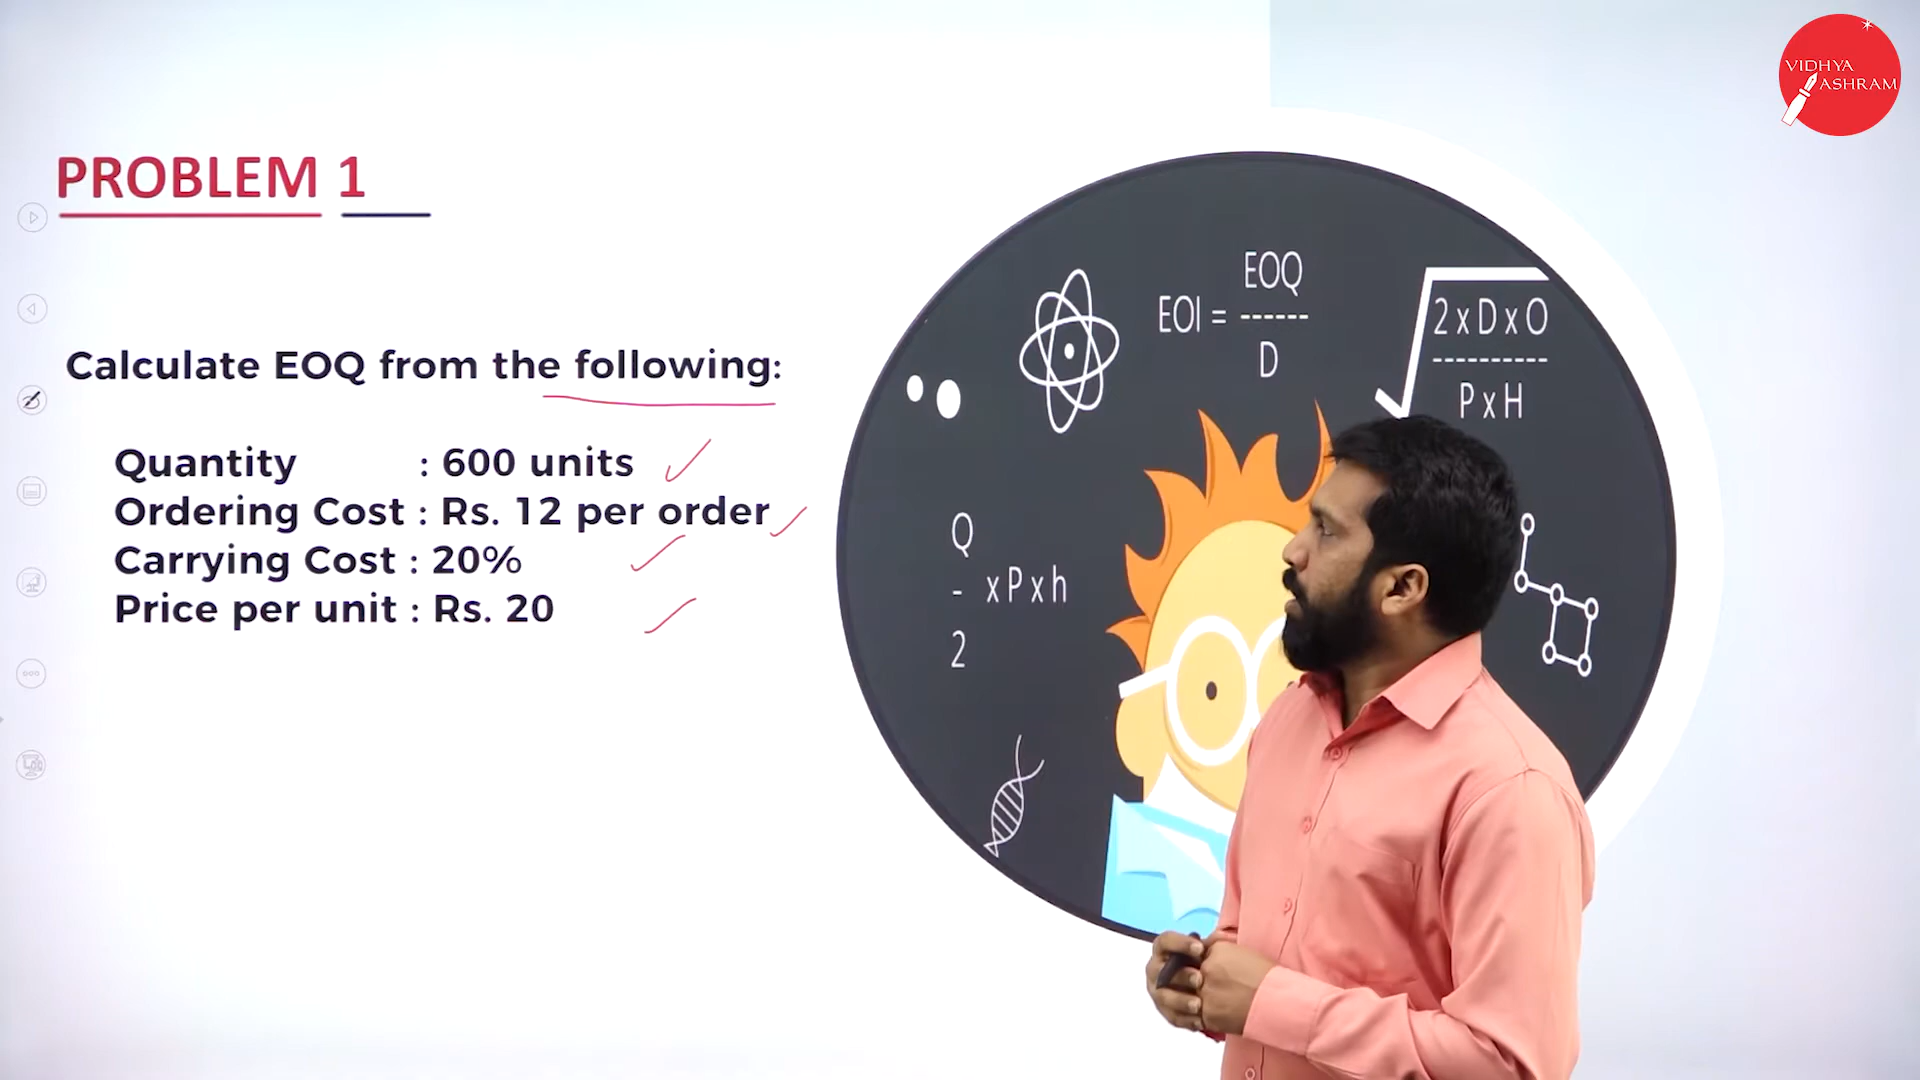 VIDHYA
ASHRAM
PROBLEM 1
Calculate EOQ from the following:
Quantity : 600 units
Ordering Cost : Rs. 12 per order
Carrying Cost : 20%
Price per unit : Rs. 20
EOQ
EOI = ------
D
2 x D x O
----------
P x H
Q
- x P x h
2